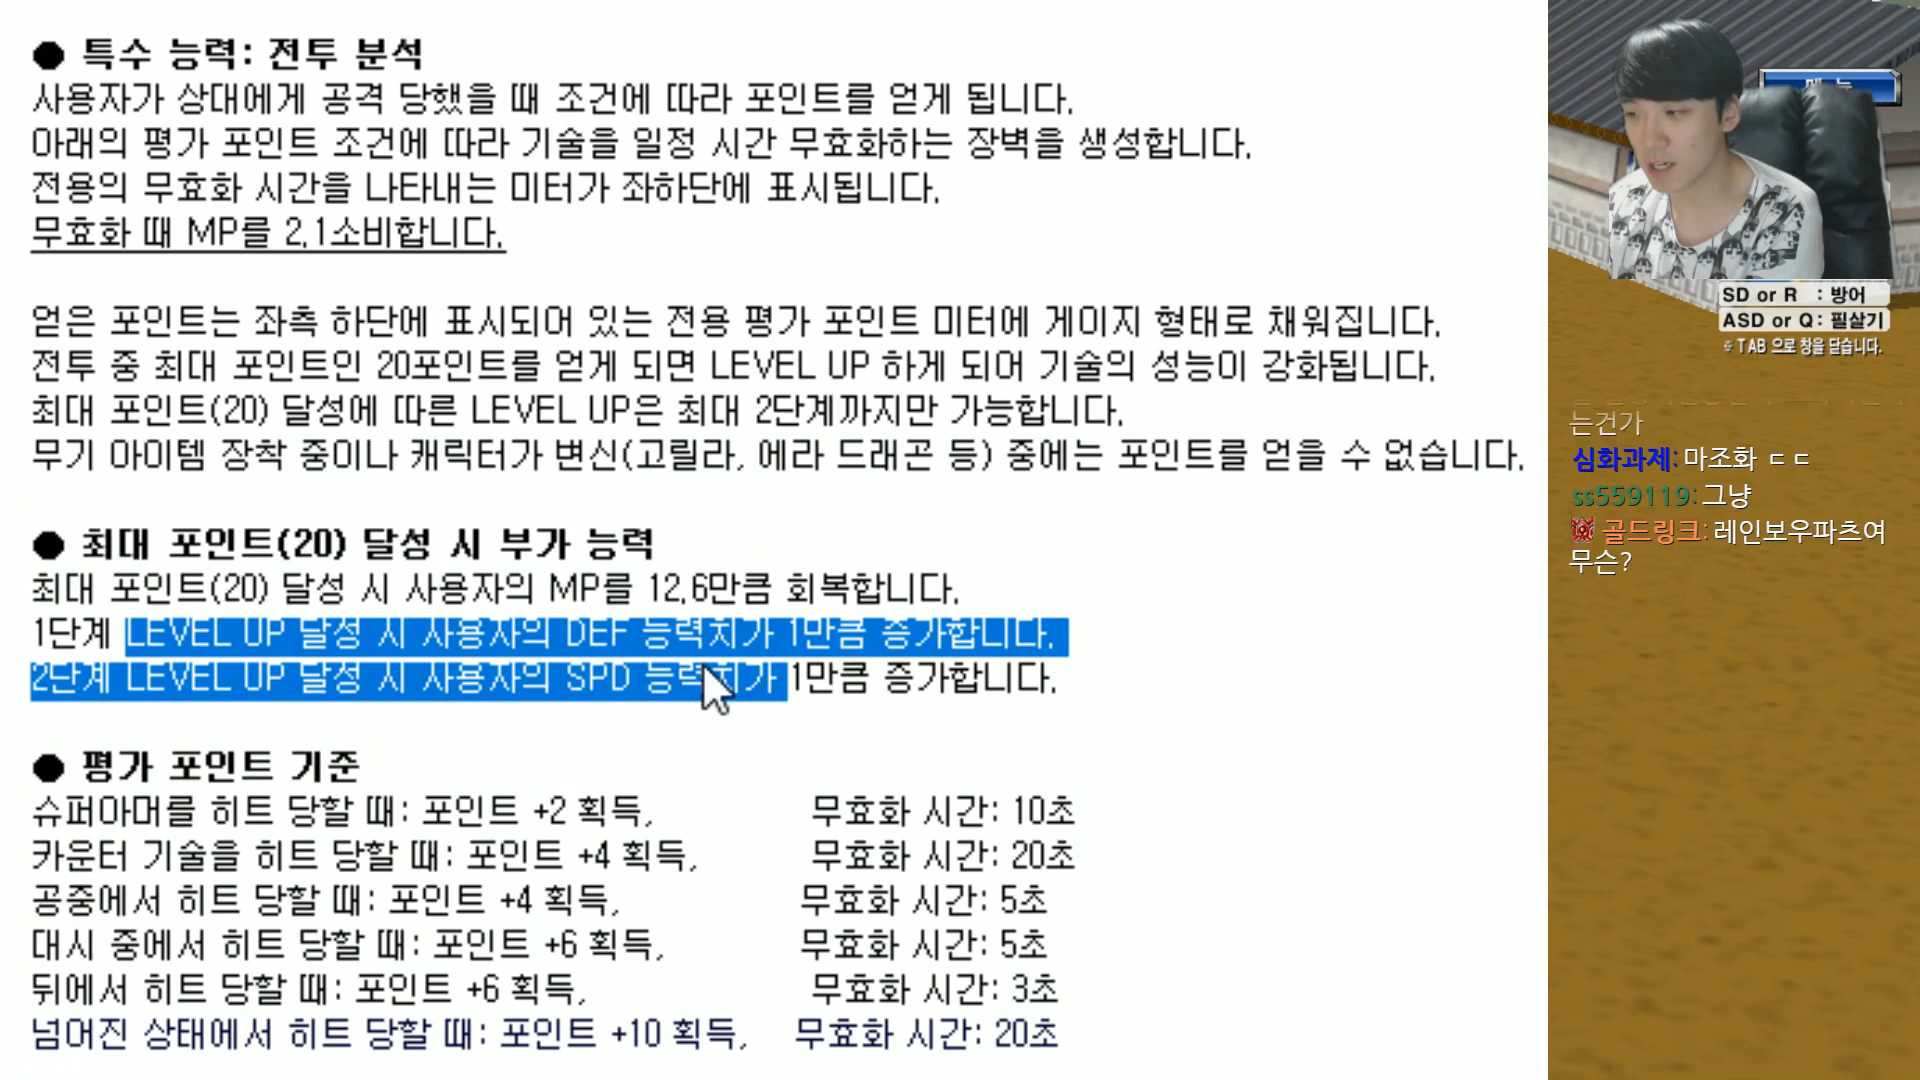 ● 특수 능력: 전투 분석
사용자가 상대에게 공격 당했을 때 조건에 따라 포인트를 얻게 됩니다.
아래의 평가 포인트 조건에 따라 기술을 일정 시간 무효화하는 장벽을 생성합니다.
전용의 무효화 시간을 나타내는 미터가 좌하단에 표시됩니다.
무효화 때 MP를 2.1소비합니다.
얻은 포인트는 좌측 하단에 표시되어 있는 전용 평가 포인트 미터에 게이지 형태로 채워집니다.
전투 중 최대 포인트인 20포인트를 얻게 되면 LEVEL UP 하게 되어 기술의 성능이 강화됩니다.
최대 포인트(20) 달성에 따른 LEVEL UP은 최대 2단계까지만 가능합니다.
무기 아이템 장착 중이나 캐릭터가 변신(고릴라, 에라 드래곤 등) 중에는 포인트를 얻을 수 없습니다.
● 최대 포인트(20) 달성 시 부가 능력
최대 포인트(20) 달성 시 사용자의 MP를 12.6만큼 회복합니다.
1단계 LEVEL UP 달성 시 사용자의 DEF 능력치가 1만큼 증가합니다.
2단계 LEVEL UP 달성 시 사용자의 SPD 능력치가 1만큼 증가합니다.
● 평가 포인트 기준
슈퍼아머를 히트 당할 때: 포인트 +2 획득, 무효화 시간: 10초
카운터 기술을 히트 당할 때: 포인트 +4 획득, 무효화 시간: 20초
공중에서 히트 당할 때: 포인트 +4 획득, 무효화 시간: 5초
대시 중에서 히트 당할 때: 포인트 +6 획득, 무효화 시간: 5초
뒤에서 히트 당할 때: 포인트 +6 획득, 무효화 시간: 3초
넘어진 상태에서 히트 당할 때: 포인트 +10 획득, 무효화 시간: 20초
SD or R : 방어
ASD or Q : 필살기
※ TAB 으로 창을 닫습니다.
는건가
심화과제: 마조화 ㄷㄷ
ss559119: 그냥
골드링크: 레인보우파츠여
무슨?